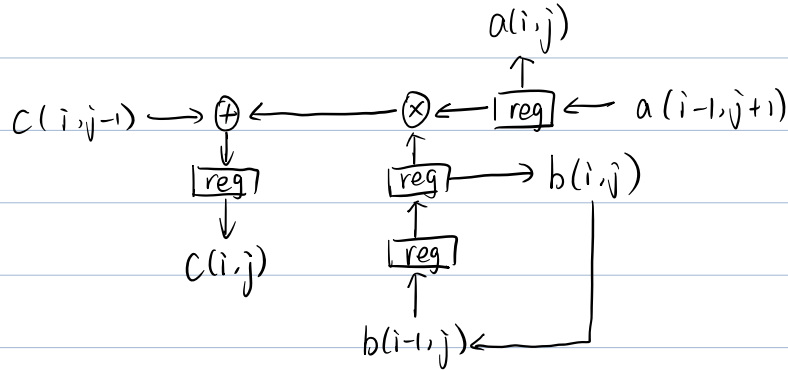 a(i,j)
C(i,j-1) + × reg a(i-1,j+1)
reg reg b(i,j)
C(i,j) reg
b(i-1,j)